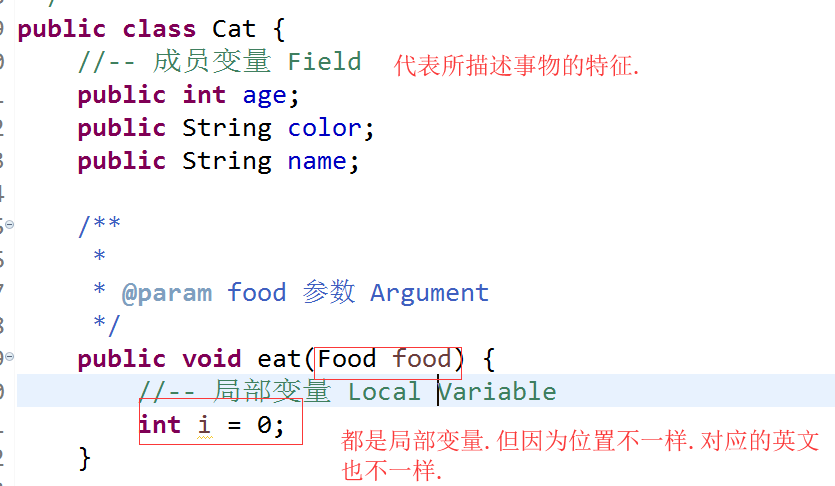 public class Cat {
//-- 成员变量 Field 代表所描述事物的特征.
public int age;
public String color;
public String name;
/**
*
* @param food 参数 Argument
*/
public void eat(Food food) {
//-- 局部变量 Local Variable
int i = 0;
都是局部变量.但因为位置不一样.对应的英文
也不一样.
}